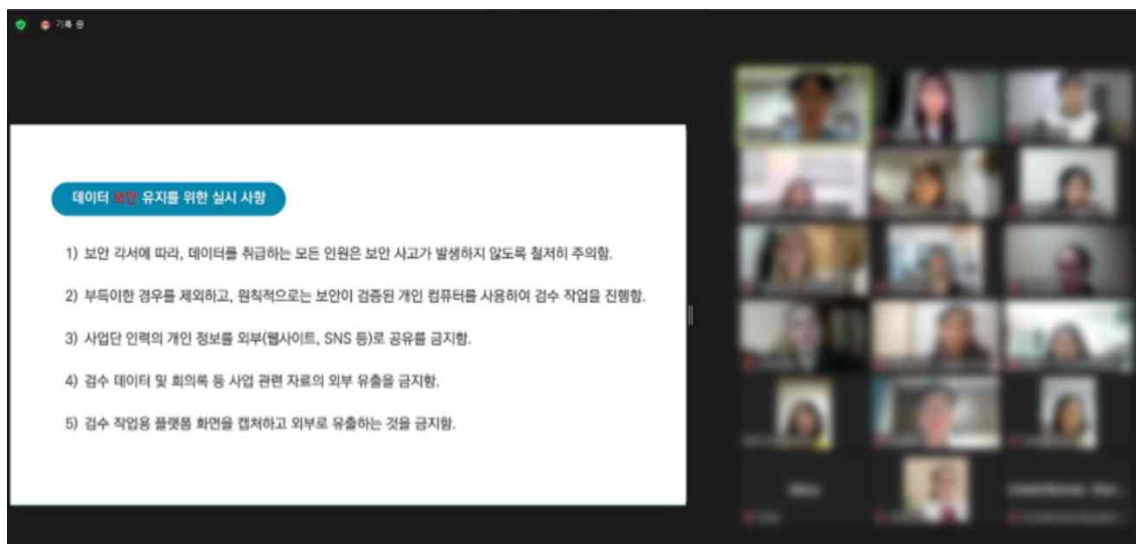 기록 중
데이터 보안 유지를 위한 실시 사항
1) 보안 각서에 따라, 데이터를 취급하는 모든 인원은 보안 사고가 발생하지 않도록 철저히 주의함.
2) 부득이한 경우를 제외하고, 원칙적으로는 보안이 검증된 개인 컴퓨터를 사용하여 검수 작업을 진행함.
3) 사업단 인력의 개인 정보를 외부(웹사이트, SNS 등)로 공유를 금지함.
4) 검수 데이터 및 회의록 등 사업 관련 자료의 외부 유출을 금지함.
5) 검수 작업용 플랫폼 화면을 캡처하고 외부로 유출하는 것을 금지함.